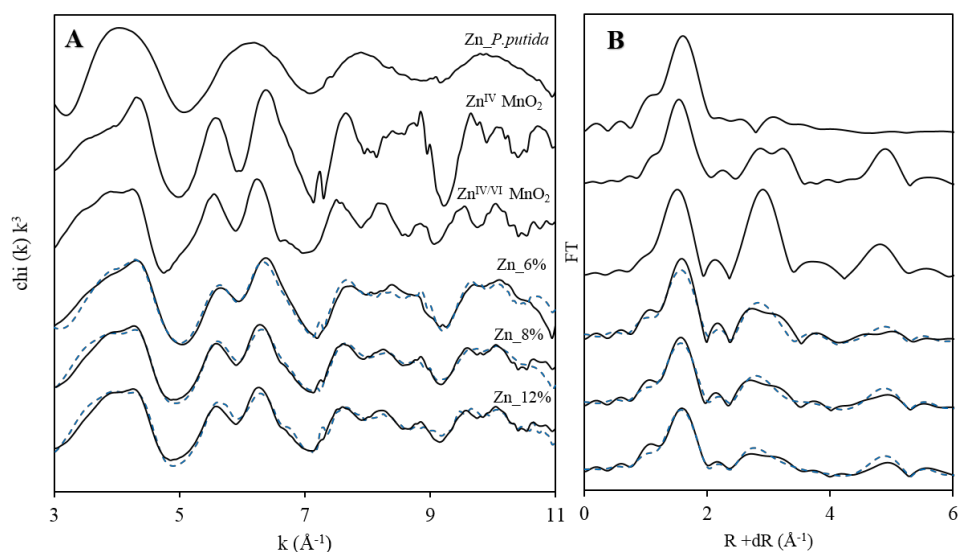 A
B
Zn_P.putida
Zn^IV MnO₂
Zn^IV/VI MnO₂
Zn_6%
Zn_8%
Zn_12%
chi (k) k³
FT
3 5 7 9 11
0 2 4 6
k (Å⁻¹)
R +dR (Å⁻¹)